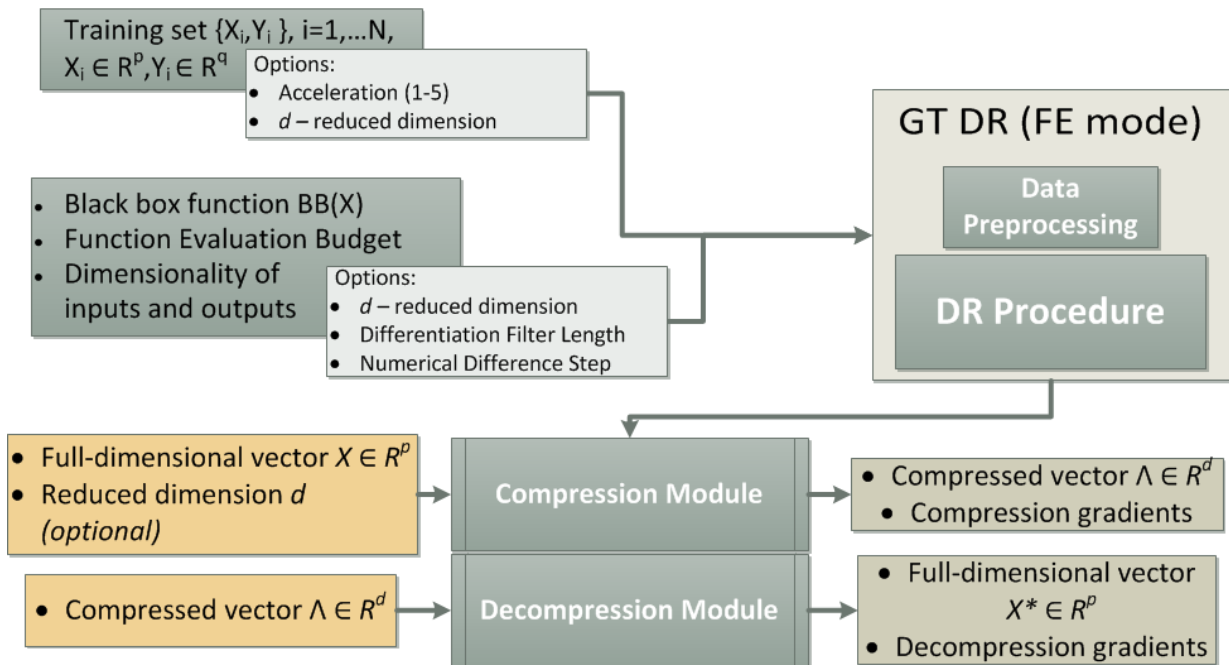 Training set {Xᵢ,Yᵢ }, i=1,...N,
Xᵢ ∈ Rᵖ,Yᵢ ∈ R^q
Options:
• Acceleration (1-5)
• d – reduced dimension
• Black box function BB(X)
• Function Evaluation Budget
• Dimensionality of
inputs and outputs
Options:
• d – reduced dimension
• Differentiation Filter Length
• Numerical Difference Step
GT DR (FE mode)
Data
Preprocessing
DR Procedure
• Full-dimensional vector X ∈ Rᵖ
• Reduced dimension d
(optional)
Compression Module
• Compressed vector Λ ∈ Rᵈ
• Compression gradients
• Compressed vector Λ ∈ Rᵈ
Decompression Module
• Full-dimensional vector
X* ∈ Rᵖ
• Decompression gradients